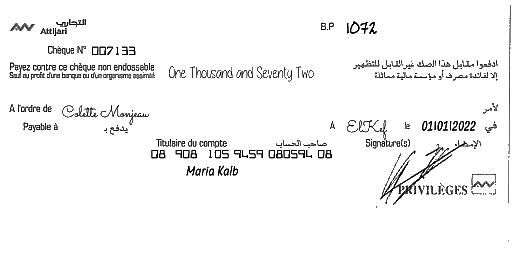 التجاري
Attijari
B.P 1072
Chèque N° 007133
Payez contre ce chèque non endossable
Sauf au profit d'une banque ou d'un organisme assimilé
One Thousand and Seventy Two
ادفعوا مقابل هذا الصك غير القابل للتظهير
إلا لفائدة مصرف أو مؤسسة مالية مماثلة
A l'ordre de Colette Monjeau لأمر
Payable à يدفع بـ A El Kef le 01/01/2022 في
Titulaire du compte صاحب الحساب Signature(s) الإمضاء
08 908 105 9459 080594 08
Maria Kalb
PRIVILÈGES